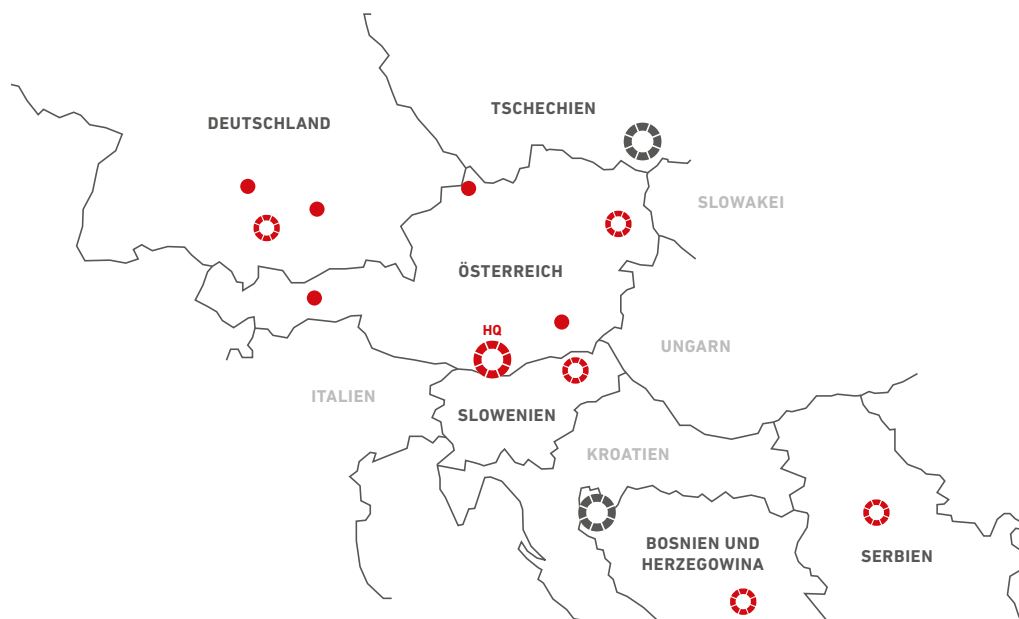 TSCHECHIEN
DEUTSCHLAND
SLOWAKEI
ÖSTERREICH
HQ
UNGARN
ITALIEN
SLOWENIEN
KROATIEN
BOSNIEN UND
HERZEGOWINA
SERBIEN